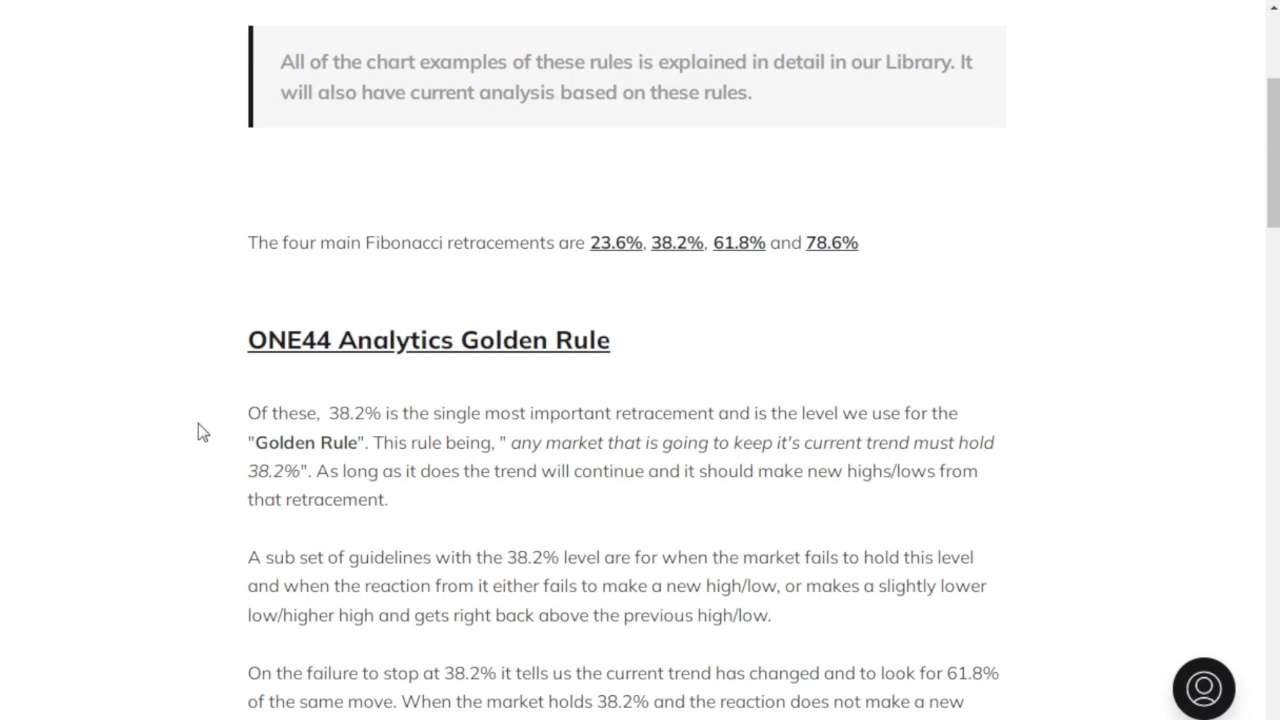 All of the chart examples of these rules is explained in detail in our Library. It
will also have current analysis based on these rules.
The four main Fibonacci retracements are 23.6%, 38.2%, 61.8% and 78.6%
ONE44 Analytics Golden Rule
Of these,  38.2% is the single most important retracement and is the level we use for the
"Golden Rule". This rule being, " any market that is going to keep it's current trend must hold
38.2%". As long as it does the trend will continue and it should make new highs/lows from
that retracement.
A sub set of guidelines with the 38.2% level are for when the market fails to hold this level
and when the reaction from it either fails to make a new high/low, or makes a slightly lower
low/higher high and gets right back above the previous high/low.
On the failure to stop at 38.2% it tells us the current trend has changed and to look for 61.8%
of the same move. When the market holds 38.2% and the reaction does not make a new